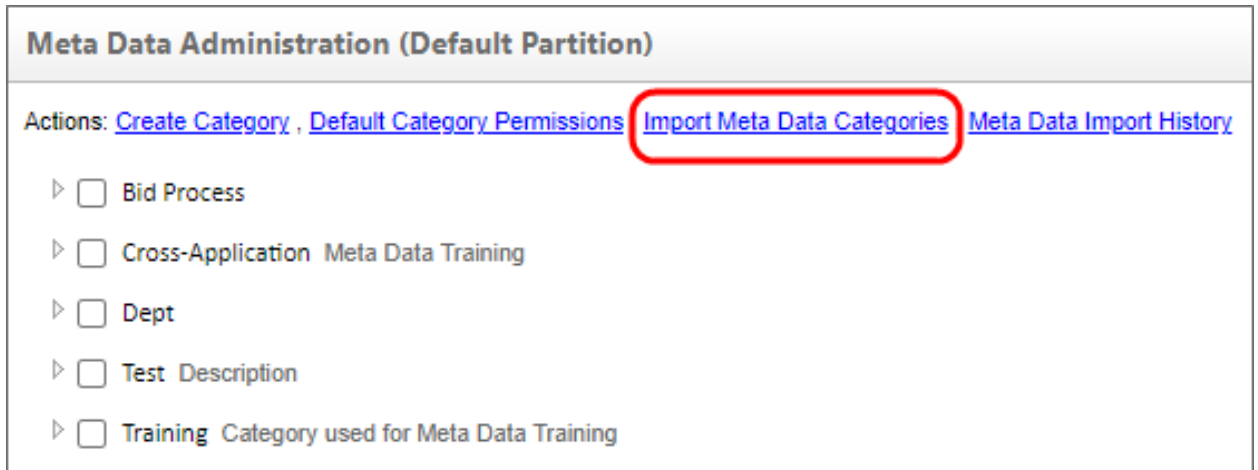 Meta Data Administration (Default Partition)
Actions: Create Category , Default Category Permissions Import Meta Data Categories Meta Data Import History
Bid Process
Cross-Application Meta Data Training
Dept
Test Description
Training Category used for Meta Data Training